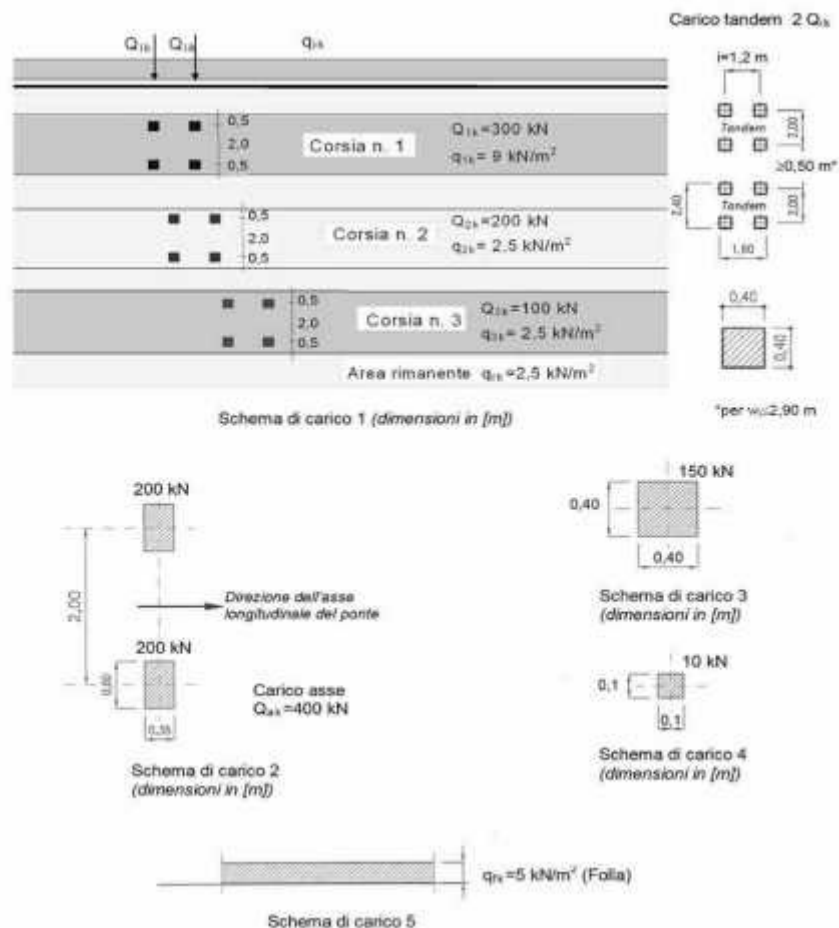 Carico tandem 2 Q₁ₖ
Q₁ₖ Q₁ₖ q₁ₖ
i=1,2 m
0,5
2,0
0,5
Corsia n. 1
Q₁ₖ=300 kN
q₁ₖ= 9 kN/m²
Tandem
2,00
≥0,50 m*
0,5
2,0
0,5
Corsia n. 2
Q₂ₖ=200 kN
q₂ₖ= 2,5 kN/m²
2,40
Tandem
2,00
1,60
0,5
2,0
0,5
Corsia n. 3
Q₃ₖ=100 kN
q₃ₖ= 2,5 kN/m²
0,40
0,40
Area rimanente qᵣₖ=2,5 kN/m²
*per 2,90 m
Schema di carico 1 (dimensioni in [m])
200 kN
2,00
Direzione dell'asse
longitudinale del ponte
200 kN
0,60
0,35
Carico asse
Qₐₖ=400 kN
Schema di carico 2
(dimensioni in [m])
150 kN
0,40
0,40
Schema di carico 3
(dimensioni in [m])
10 kN
0,1
0,1
Schema di carico 4
(dimensioni in [m])
qfₖ=5 kN/m² (Folla)
Schema di carico 5